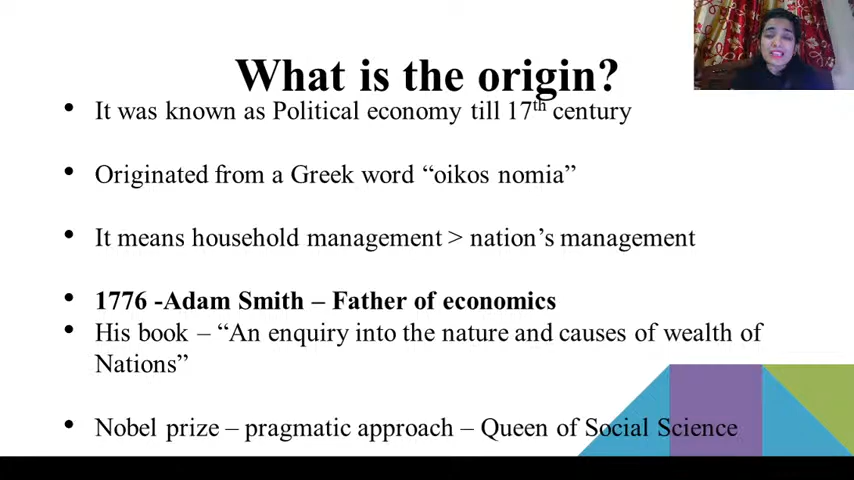 What is the origin?
• It was known as Political economy till 17th century
• Originated from a Greek word “oikos nomia”
• It means household management > nation’s management
• 1776 -Adam Smith – Father of economics
• His book – “An enquiry into the nature and causes of wealth of
Nations”
• Nobel prize – pragmatic approach – Queen of Social Science